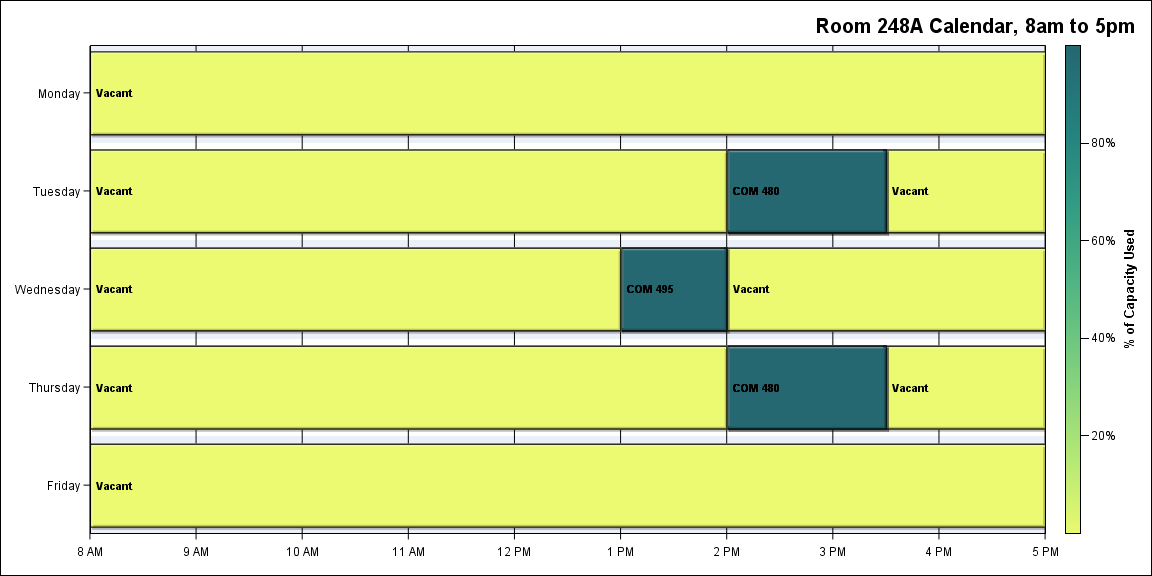 Room 248A Calendar, 8am to 5pm
Monday
Vacant
Tuesday
Vacant
COM 480
Vacant
Wednesday
Vacant
COM 495
Vacant
Thursday
Vacant
COM 480
Vacant
Friday
Vacant
8 AM
9 AM
10 AM
11 AM
12 PM
1 PM
2 PM
3 PM
4 PM
5 PM
80%
60%
40%
20%
% of Capacity Used